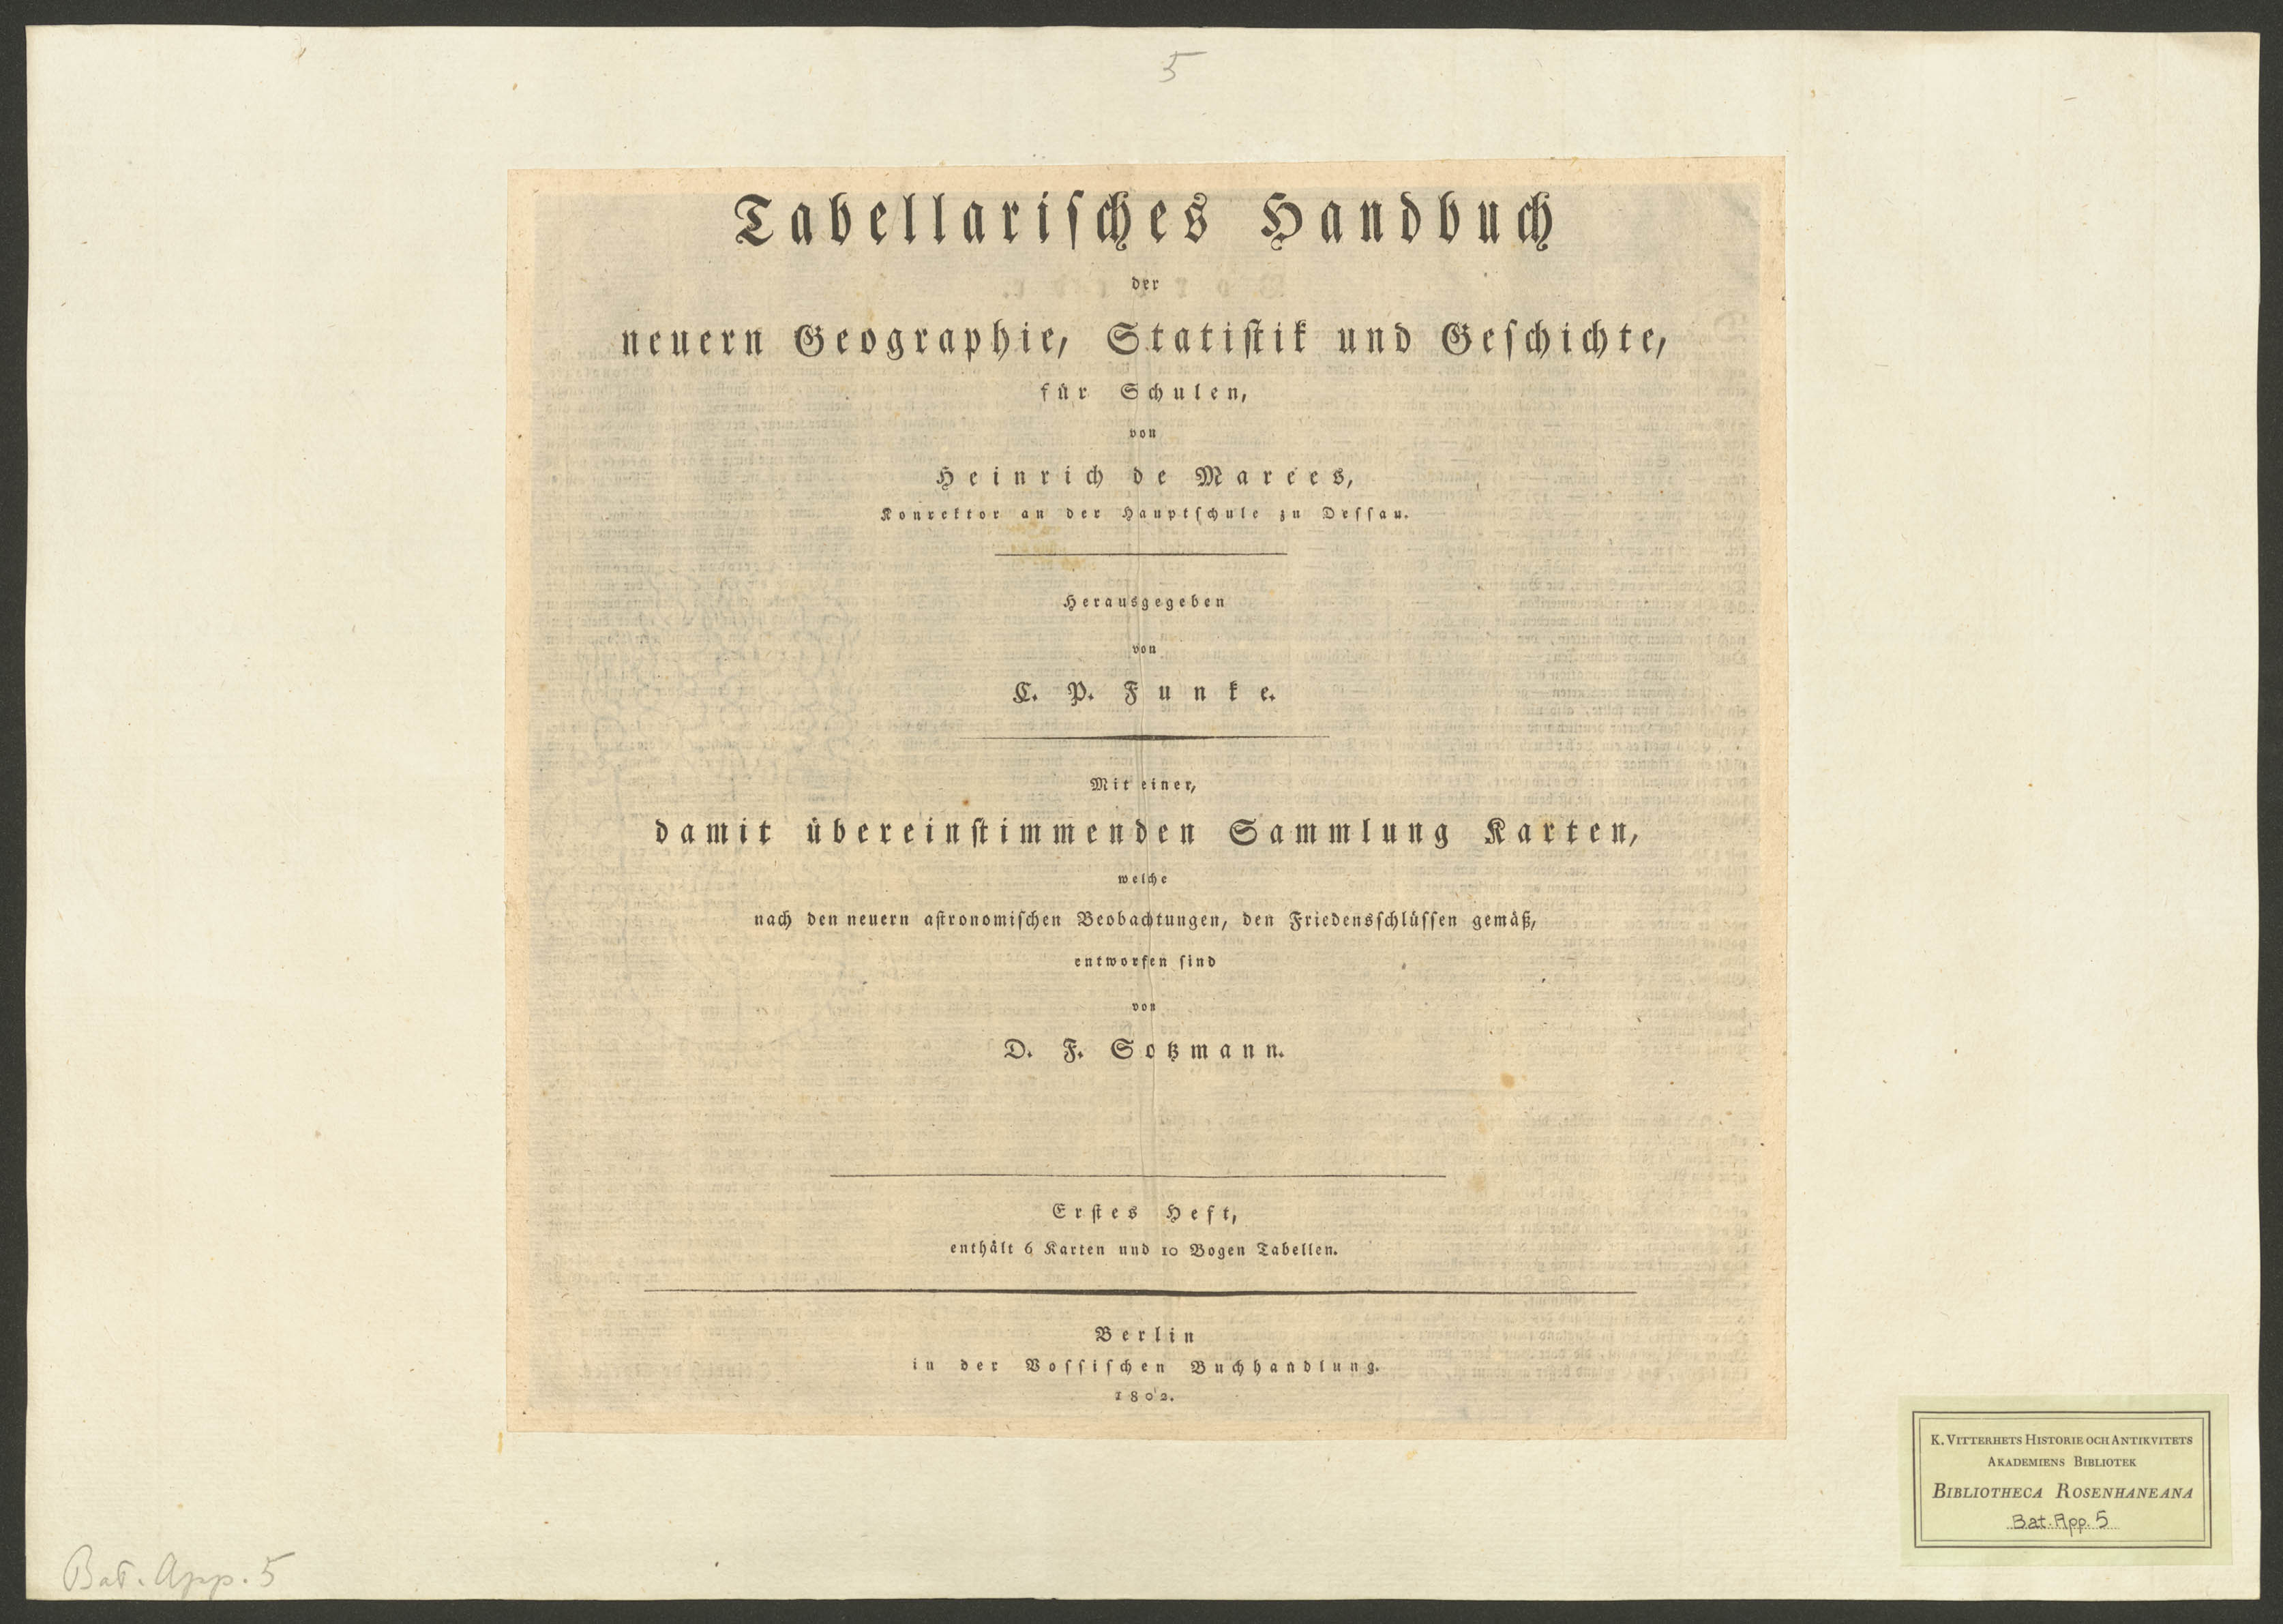 5
Tabellarisches Handbuch
der
neuern Geographie, Statistik und Geschichte,
für Schulen,
von
Heinrich de Marées,
Konrektor an der Hauptschule zu Dessau.
Herausgegeben
von
C. P. Funke.
Mit einer,
damit übereinstimmenden Sammlung Karten,
welche
nach den neuern astronomischen Beobachtungen, den Friedensschlüssen gemäß,
entworfen sind
von
D. F. Sotzmann.
Erstes Heft,
enthält 6 Karten und 10 Bogen Tabellen.
Berlin
in der Vossischen Buchhandlung.
1802.
K. VITTERHETS HISTORIE OCH ANTIKVITETS
AKADEMIENS BIBLIOTEK
BIBLIOTHECA ROSENHANEANA
Bat. App. 5
Bat. App. 5